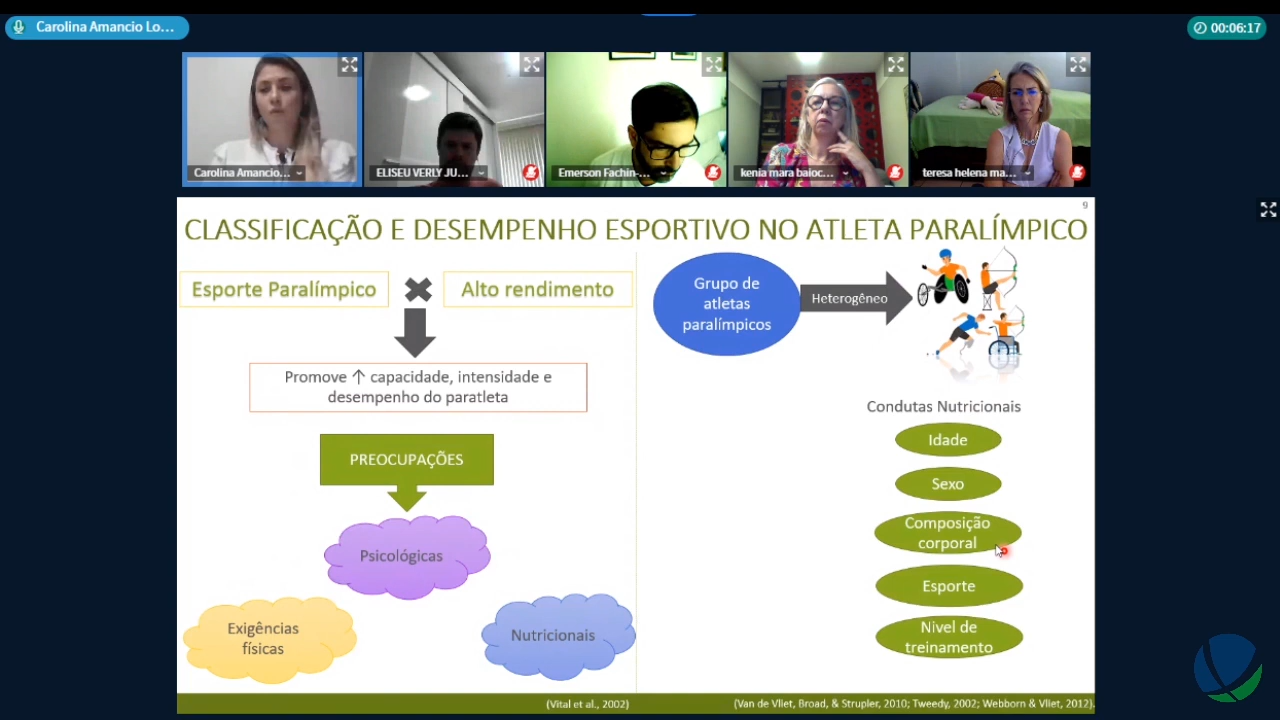 Carolina Amancio Lo...
00:06:17
Carolina Amancio...
ELISEU VERLY JU...
Emerson Fachin-...
kenia mara baioc...
teresa helena ma...
9
CLASSIFICAÇÃO E DESEMPENHO ESPORTIVO NO ATLETA PARALÍMPICO
Esporte Paralímpico
Alto rendimento
Promove ↑ capacidade, intensidade e
desempenho do paratleta
PREOCUPAÇÕES
Psicológicas
Exigências
físicas
Nutricionais
(Vital et al., 2002)
Grupo de
atletas
paralímpicos
Heterogêneo
Condutas Nutricionais
Idade
Sexo
Composição
corporal
Esporte
Nivel de
treinamento
(Van de Vliet, Broad, & Strupler, 2010; Tweedy, 2002; Webborn & Vliet, 2012).